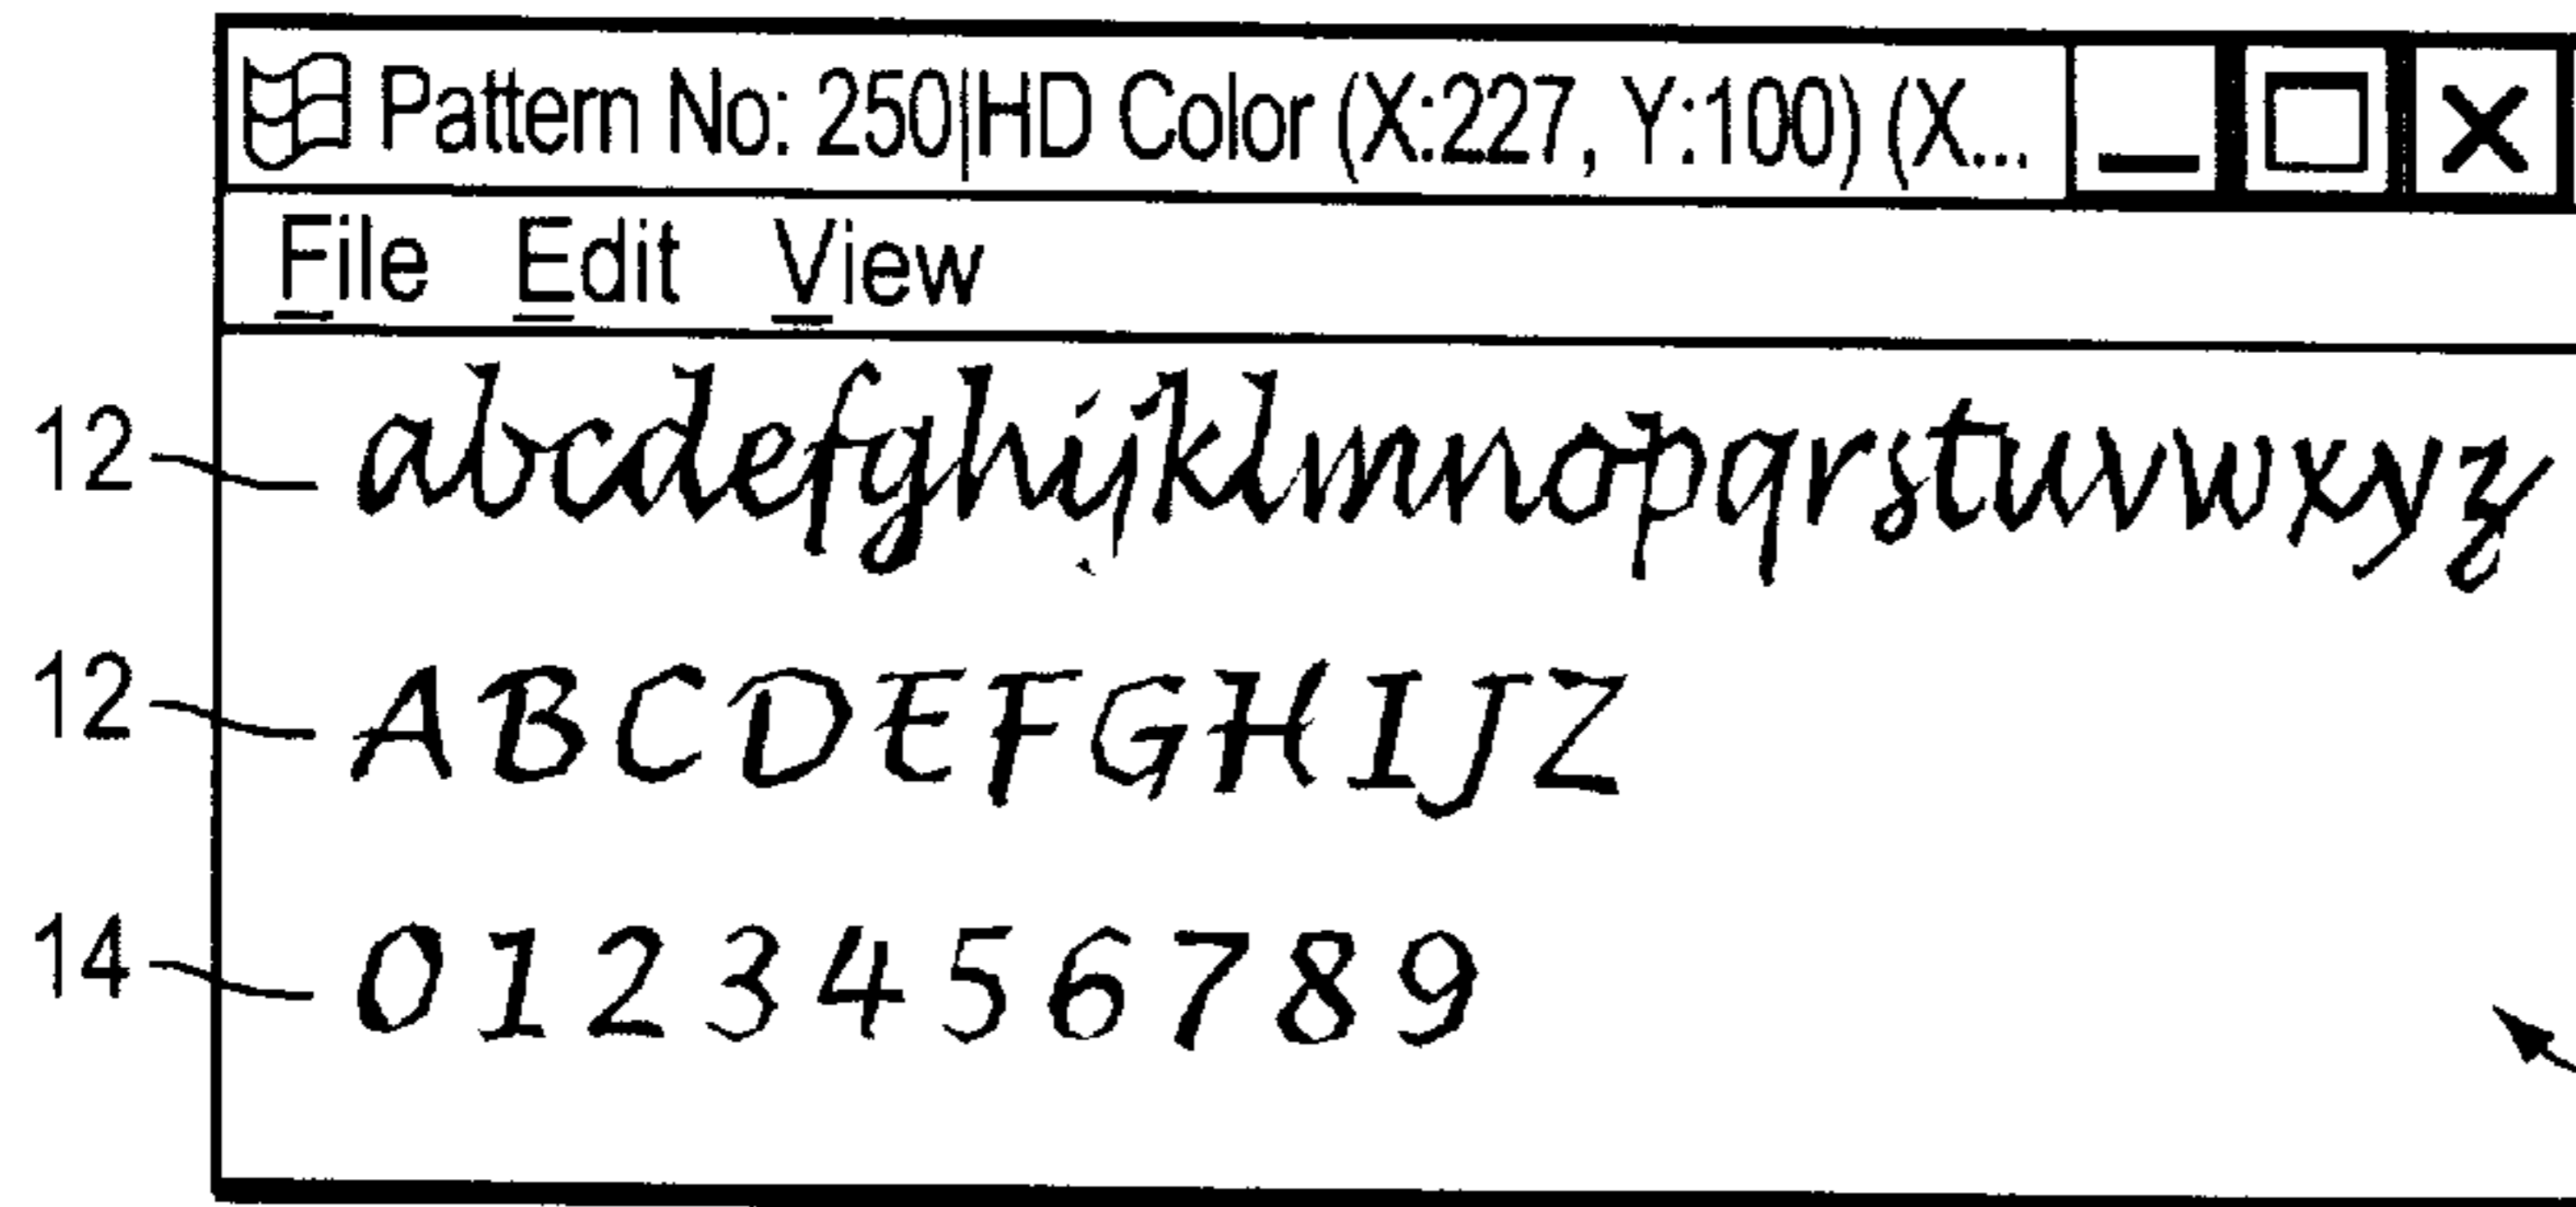 Pattern No: 250|HD Color (X:227, Y:100) (X...
File Edit View
12 abcdefghijklmnopqrstuvwxyz
12 ABCDEFGHIJZ
14 0123456789